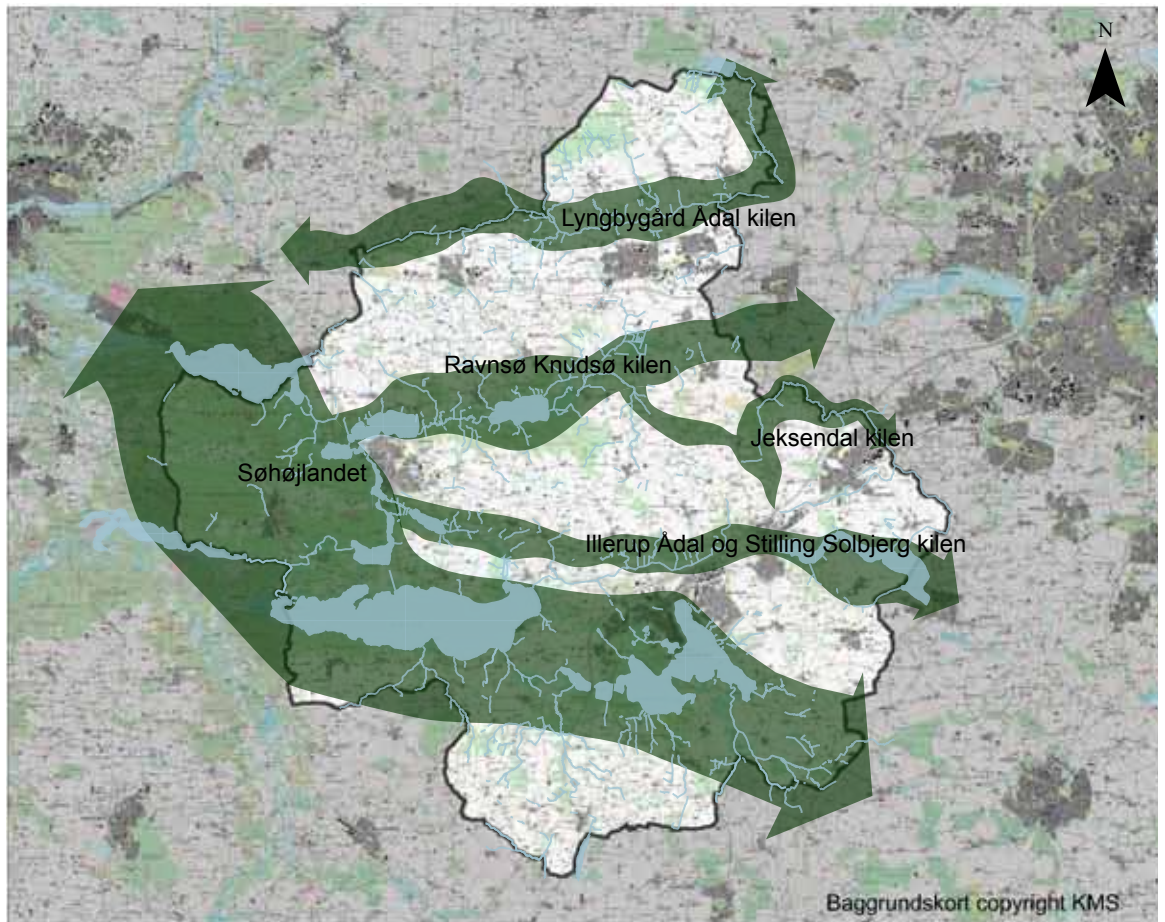 N
Lyngbygård Ådal kilen
Ravnsø Knudsø kilen
Jeksendal kilen
Søhøjlandet
Illerup Ådal og Stilling Solbjerg kilen
Baggrundskort copyright KMS